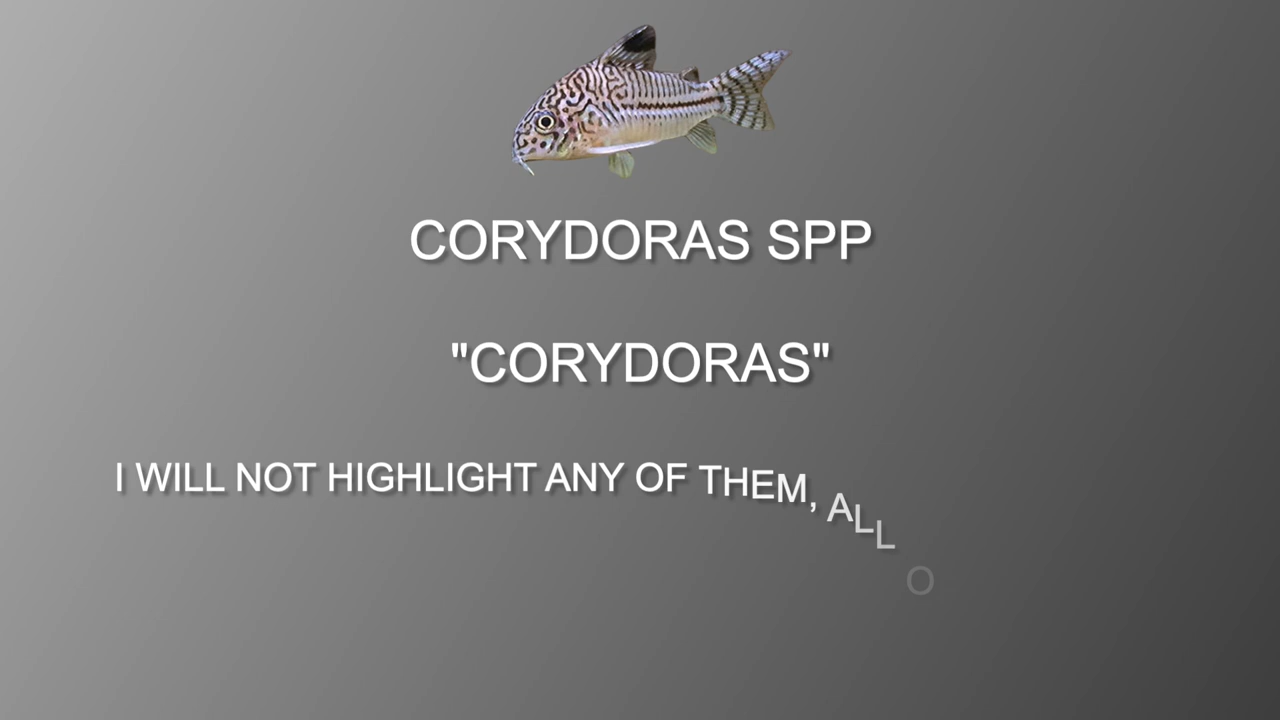 CORYDORAS SPP
"CORYDORAS"
I WILL NOT HIGHLIGHT ANY OF THEM, ALL O